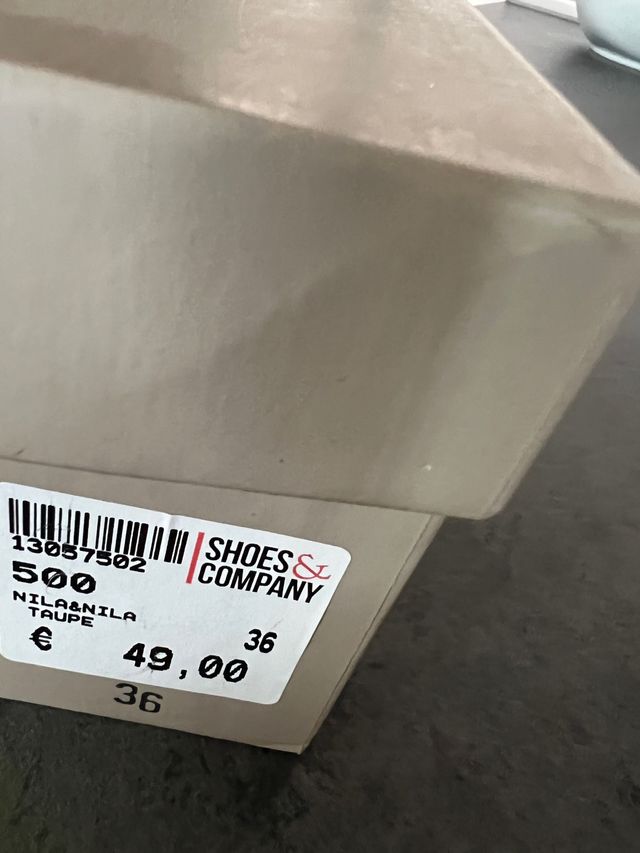 13057502
SHOES&
COMPANY
500
NILA&NILA
TAUPE
36
€ 49,00
36